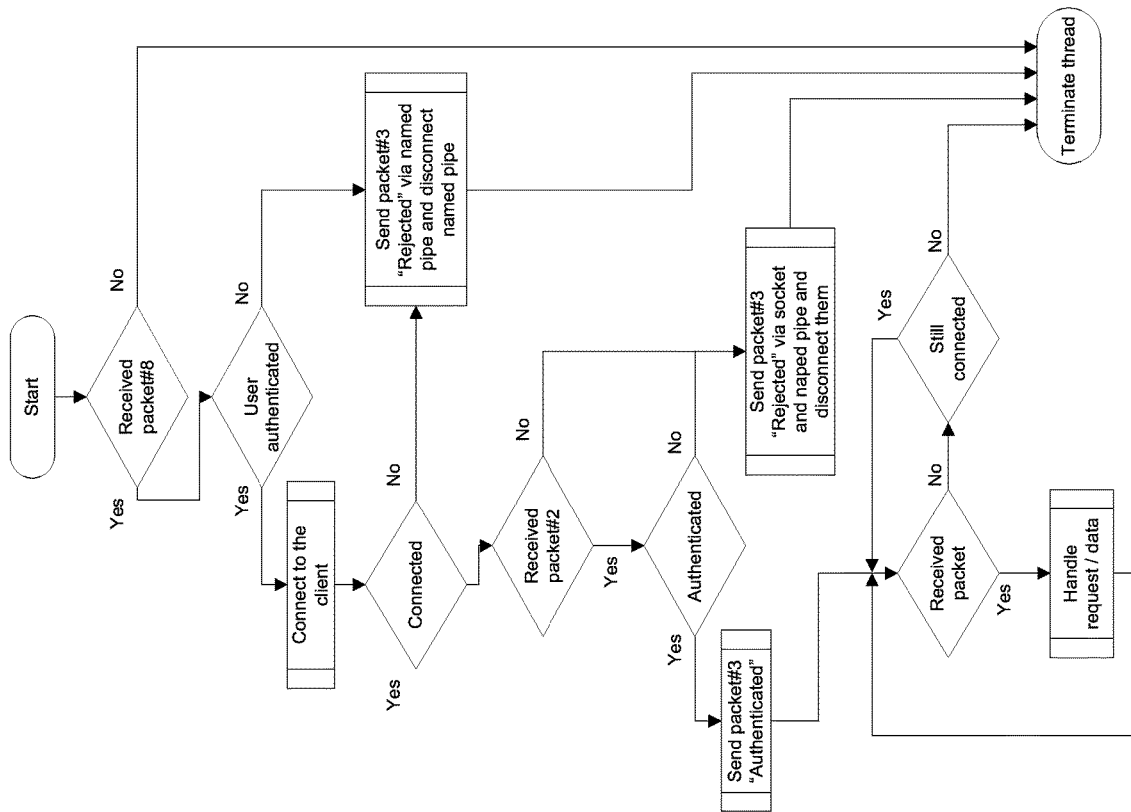 Start
Received
packet#8
No
Yes
User
authenticated
No
Yes
Connect to the
client
Connected
No
Yes
Send packet#3
"Rejected" via named
pipe and disconnect
named pipe
Received
packet#2
No
Yes
Authenticated
No
Yes
Send packet#3
"Rejected" via socket
and naped pipe and
disconnect them
Send packet#3
"Authenticated"
Received
packet
No
Yes
Still
connected
Yes
No
Handle
request / data
Terminate thread